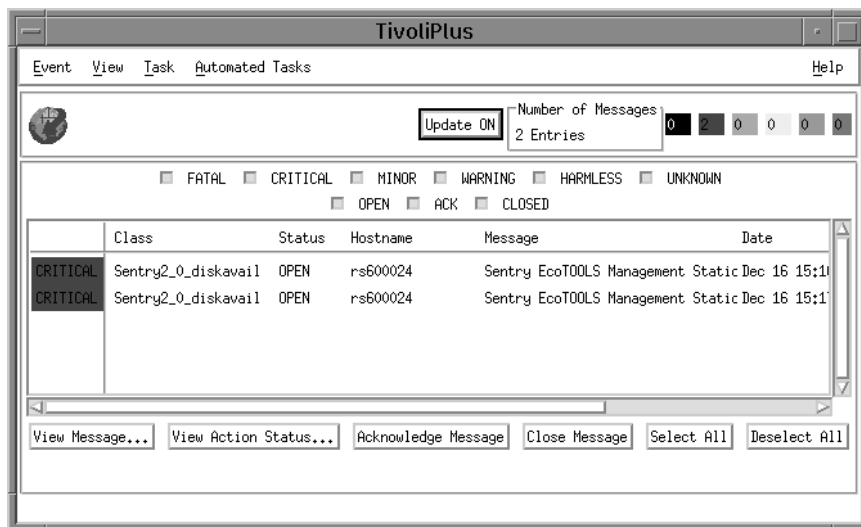 TivoliPlus
Event View Task Automated Tasks Help
Update ON
Number of Messages
2 Entries
0 2 0 0 0 0
FATAL CRITICAL MINOR WARNING HARMLESS UNKNOWN
OPEN ACK CLOSED
Class Status Hostname Message Date
CRITICAL Sentry2_0_diskavail OPEN rs600024 Sentry EcoTOOLS Management Static Dec 16 15:1
CRITICAL Sentry2_0_diskavail OPEN rs600024 Sentry EcoTOOLS Management Static Dec 16 15:1
View Message... View Action Status... Acknowledge Message Close Message Select All Deselect All